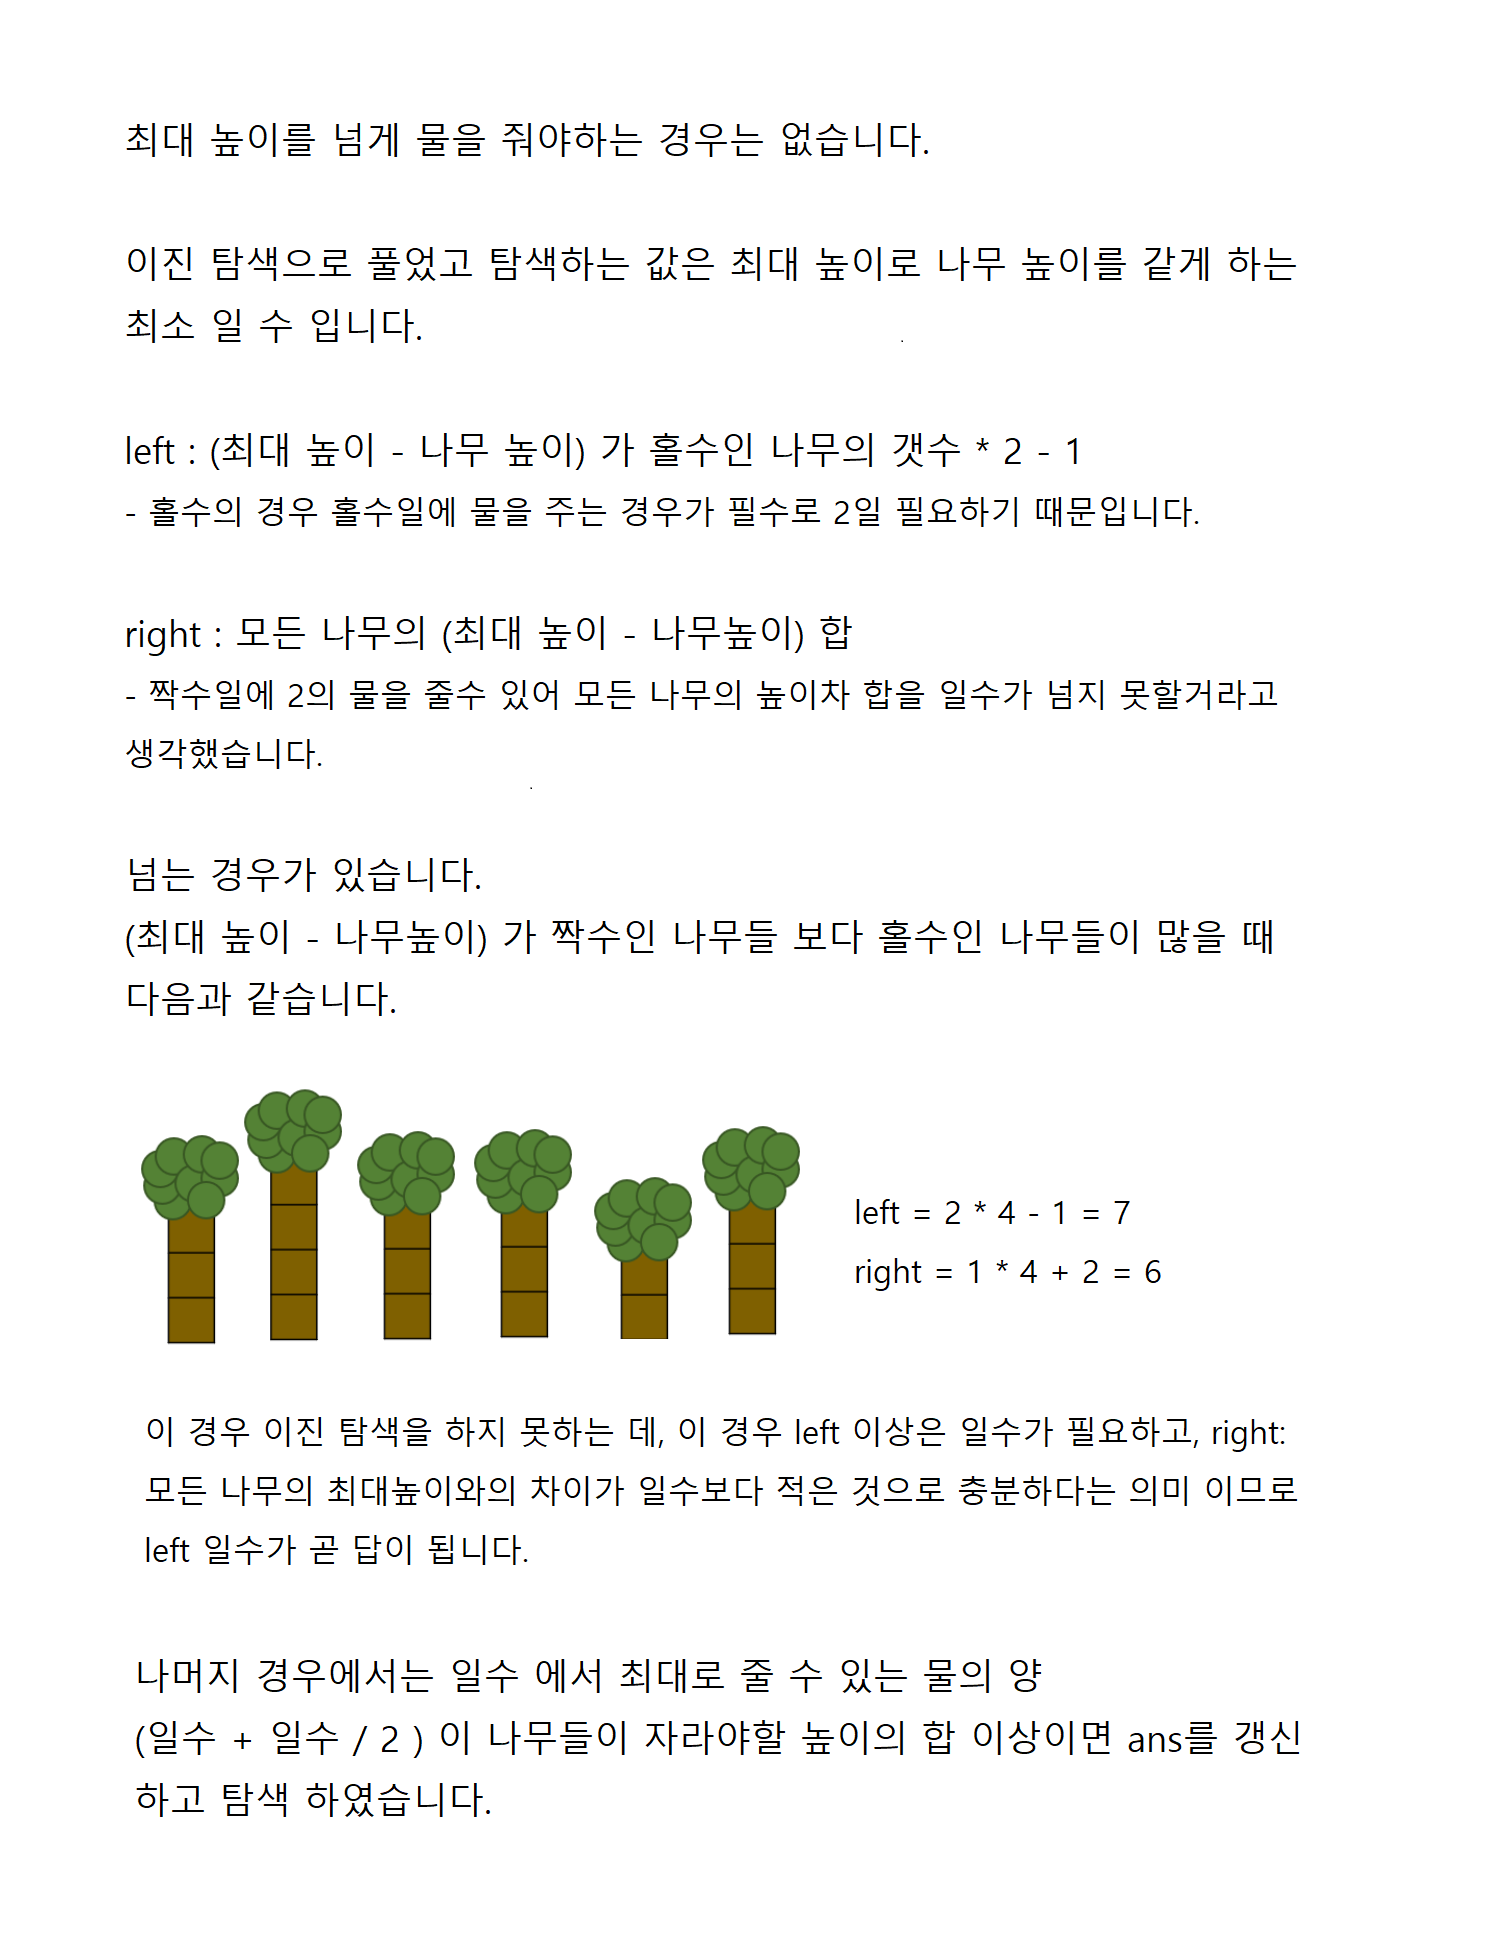 최대 높이를 넘게 물을 줘야하는 경우는 없습니다.
이진 탐색으로 풀었고 탐색하는 값은 최대 높이로 나무 높이를 같게 하는
최소 일 수 입니다.
left : (최대 높이 - 나무 높이) 가 홀수인 나무의 갯수 * 2 - 1
- 홀수의 경우 홀수일에 물을 주는 경우가 필수로 2일 필요하기 때문입니다.
right : 모든 나무의 (최대 높이 - 나무높이) 합
- 짝수일에 2의 물을 줄수 있어 모든 나무의 높이차 합을 일수가 넘지 못할거라고
생각했습니다.
넘는 경우가 있습니다.
(최대 높이 - 나무높이) 가 짝수인 나무들 보다 홀수인 나무들이 많을 때
다음과 같습니다.
left = 2 * 4 - 1 = 7
right = 1 * 4 + 2 = 6
이 경우 이진 탐색을 하지 못하는 데, 이 경우 left 이상은 일수가 필요하고, right:
모든 나무의 최대높이와의 차이가 일수보다 적은 것으로 충분하다는 의미 이므로
left 일수가 곧 답이 됩니다.
나머지 경우에서는 일수 에서 최대로 줄 수 있는 물의 양
(일수 + 일수 / 2 ) 이 나무들이 자라야할 높이의 합 이상이면 ans를 갱신
하고 탐색 하였습니다.